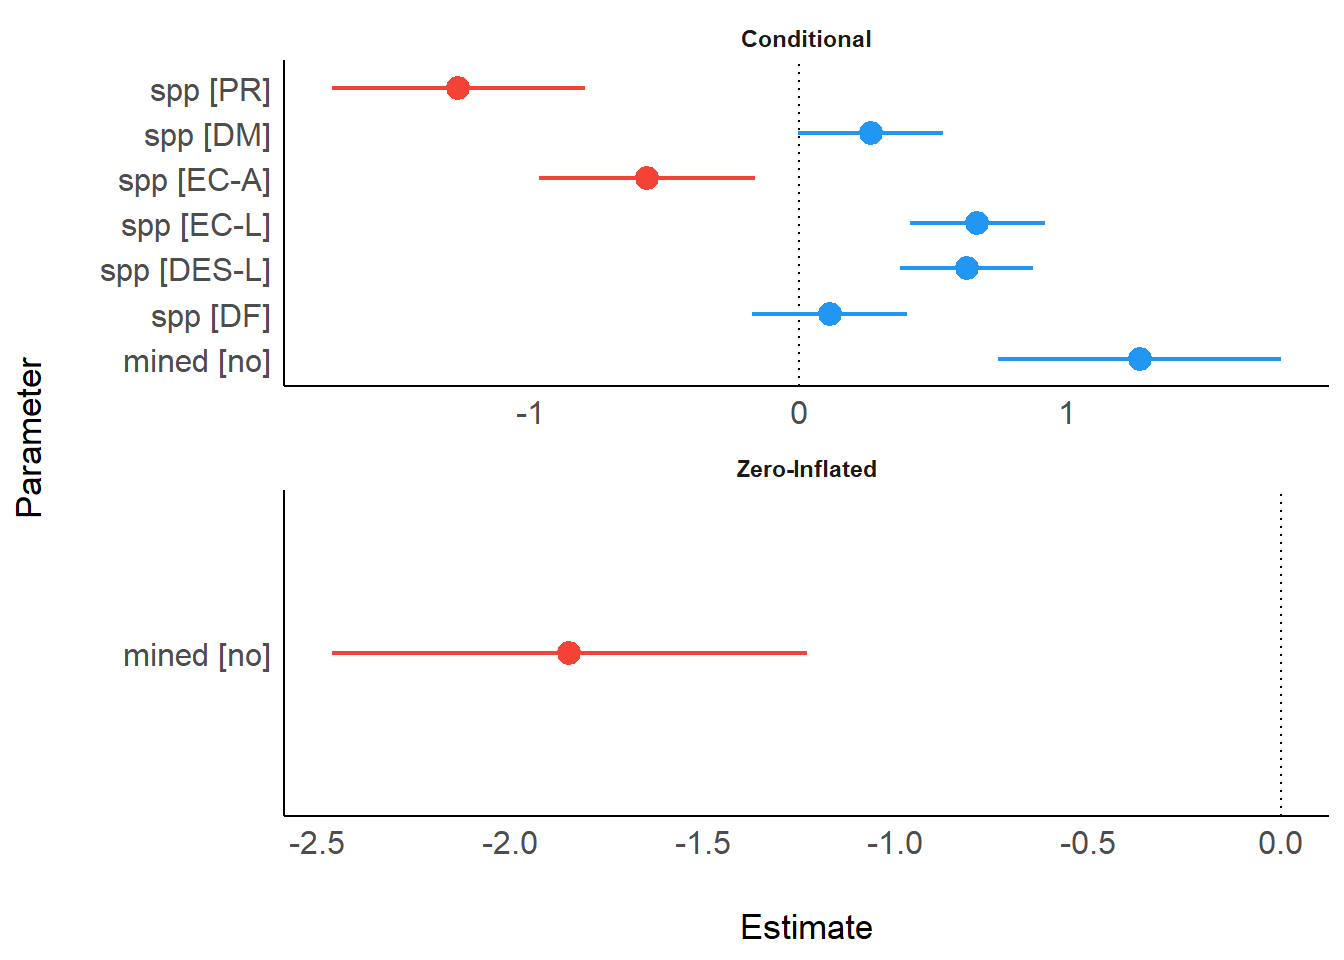 Conditional
spp [PR]
spp [DM]
spp [EC-A]
spp [EC-L]
spp [DES-L]
spp [DF]
mined [no]
-1 0 1
Zero-Inflated
mined [no]
-2.5 -2.0 -1.5 -1.0 -0.5 0.0
Parameter
Estimate